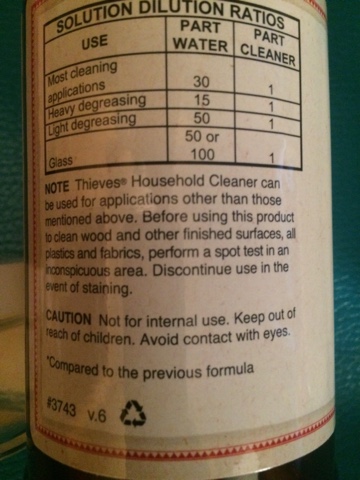 SOLUTION DILUTION RATIOS
USE PART WATER PART CLEANER
Most cleaning applications 30 1
Heavy degreasing 15 1
Light degreasing 50 1
Glass 50 or 100 1
NOTE Thieves® Household Cleaner can
be used for applications other than those
mentioned above. Before using this product
to clean wood and other finished surfaces, all
plastics and fabrics, perform a spot test in an
inconspicuous area. Discontinue use in the
event of staining.
CAUTION Not for internal use. Keep out of
reach of children. Avoid contact with eyes.
*Compared to the previous formula
#3743 v.6